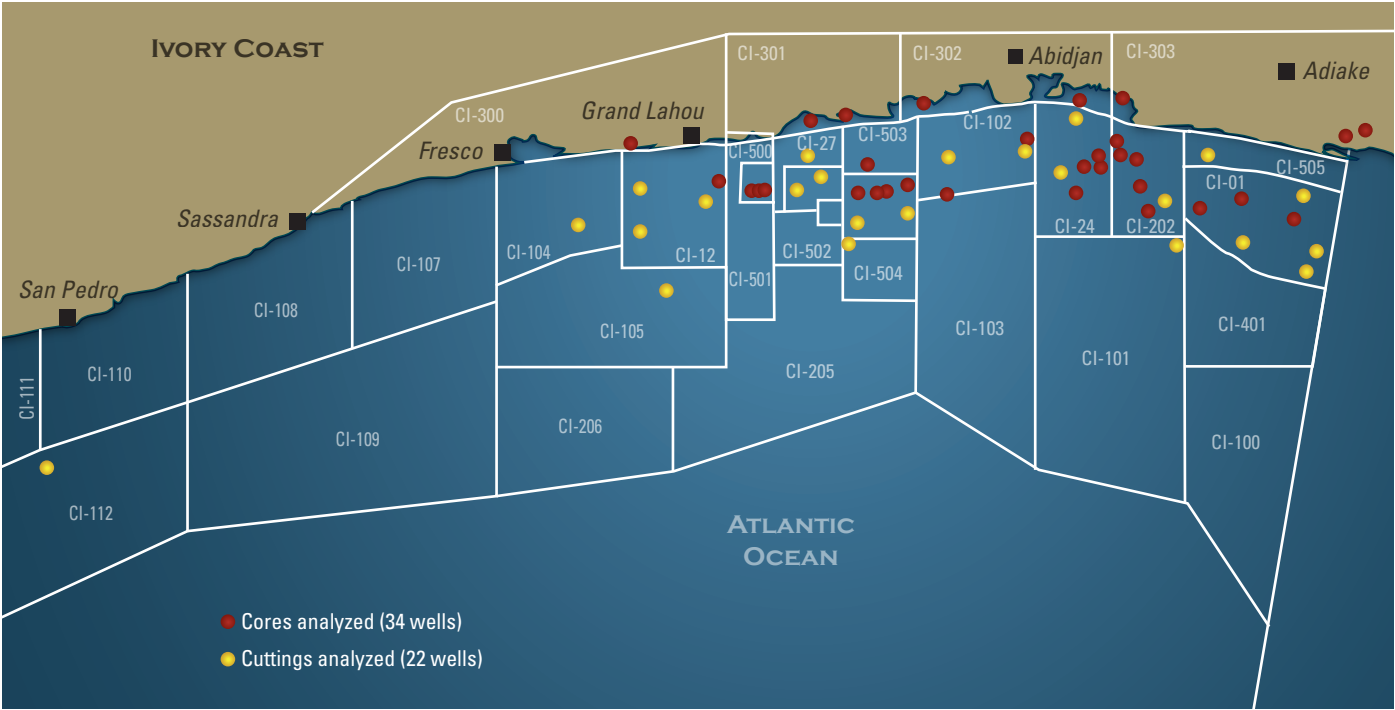 IVORY COAST
CI-301
CI-302
CI-303
Abidjan
Adiake
CI-300
Grand Lahou
Fresco
CI-500
CI-27
CI-503
CI-102
CI-505
CI-01
Sassandra
CI-104
CI-12
CI-502
CI-24
CI-202
San Pedro
CI-107
CI-501
CI-504
CI-108
CI-105
CI-103
CI-401
CI-101
CI-110
CI-111
CI-205
CI-109
CI-206
CI-100
CI-112
ATLANTIC
OCEAN
Cores analyzed (34 wells)
Cuttings analyzed (22 wells)